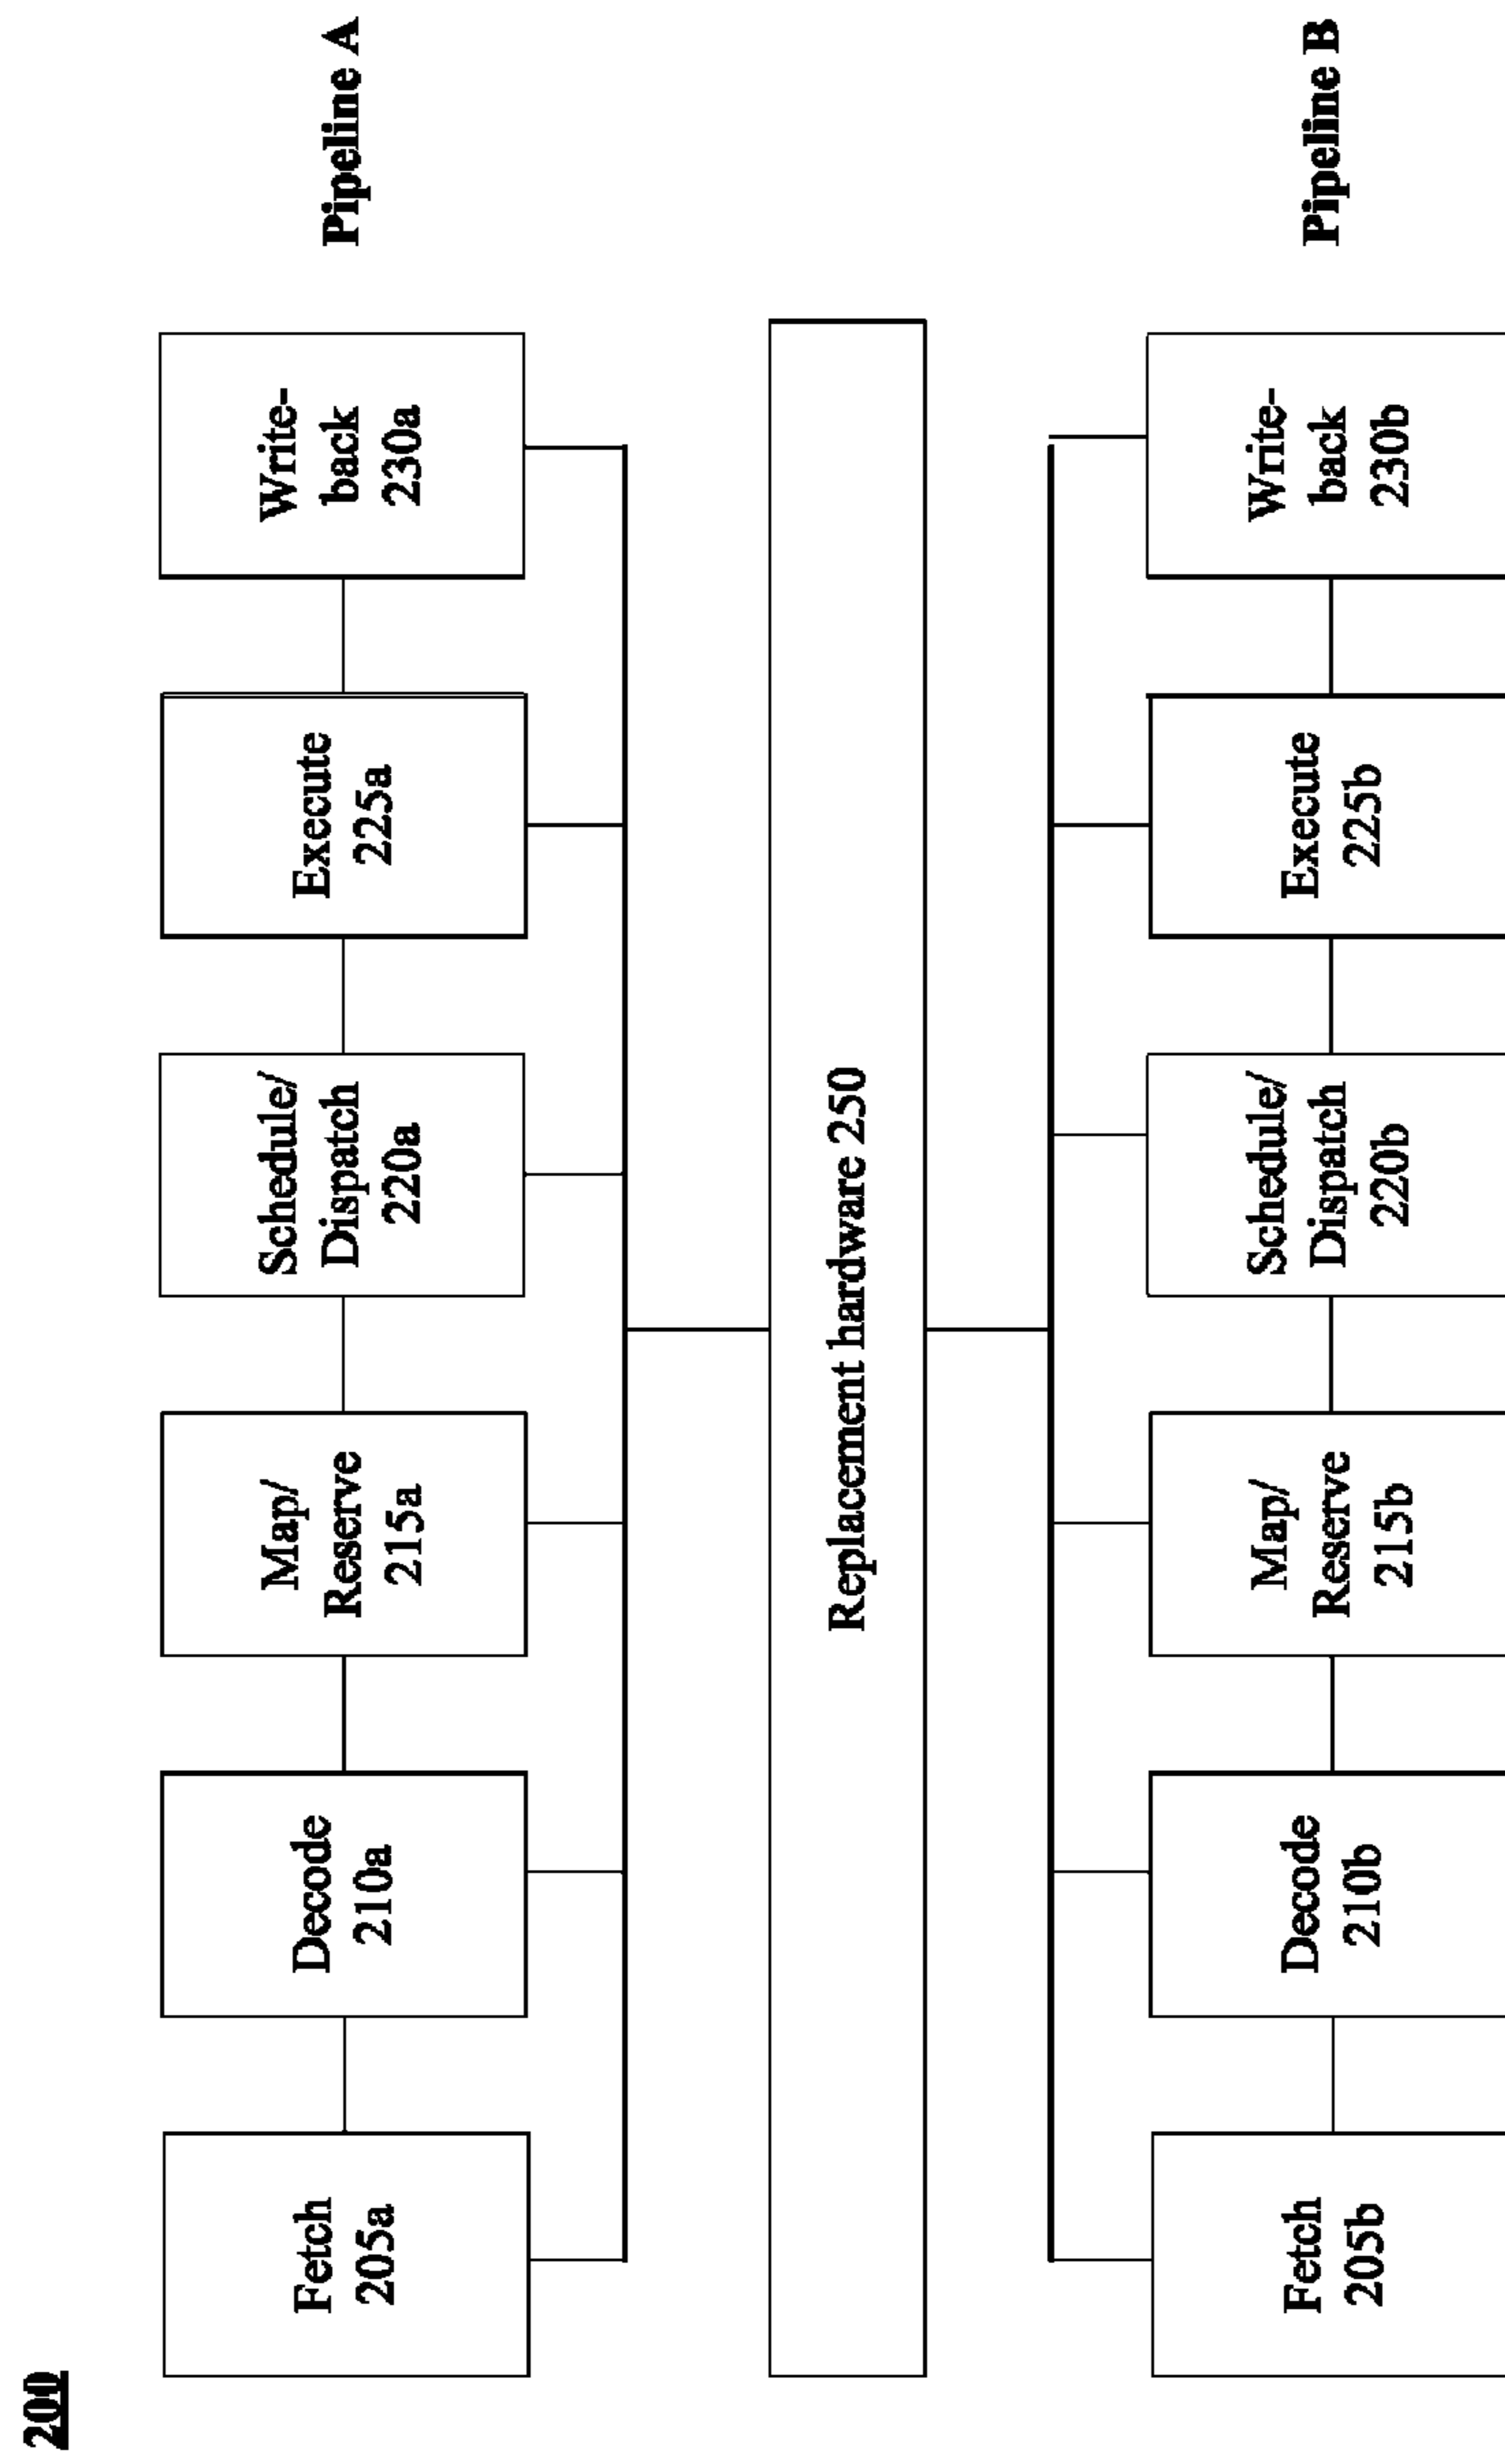 200
Fetch
205a
Decode
210a
Map/
Reserve
215a
Schedule/
Dispatch
220a
Execute
225a
Write-
back
230a
Pipeline A
Replacement hardware 250
Fetch
205b
Decode
210b
Map/
Reserve
215b
Schedule/
Dispatch
220b
Execute
225b
Write-
back
230b
Pipeline B